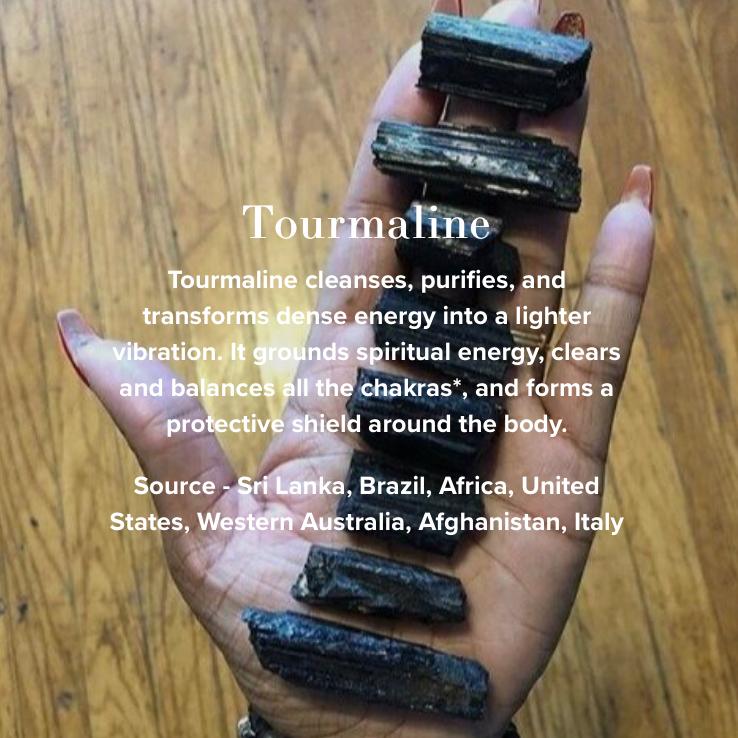 Tourmaline
Tourmaline cleanses, purifies, and
transforms dense energy into a lighter
vibration. It grounds spiritual energy, clears
and balances all the chakras*, and forms a
protective shield around the body.
Source - Sri Lanka, Brazil, Africa, United
States, Western Australia, Afghanistan, Italy